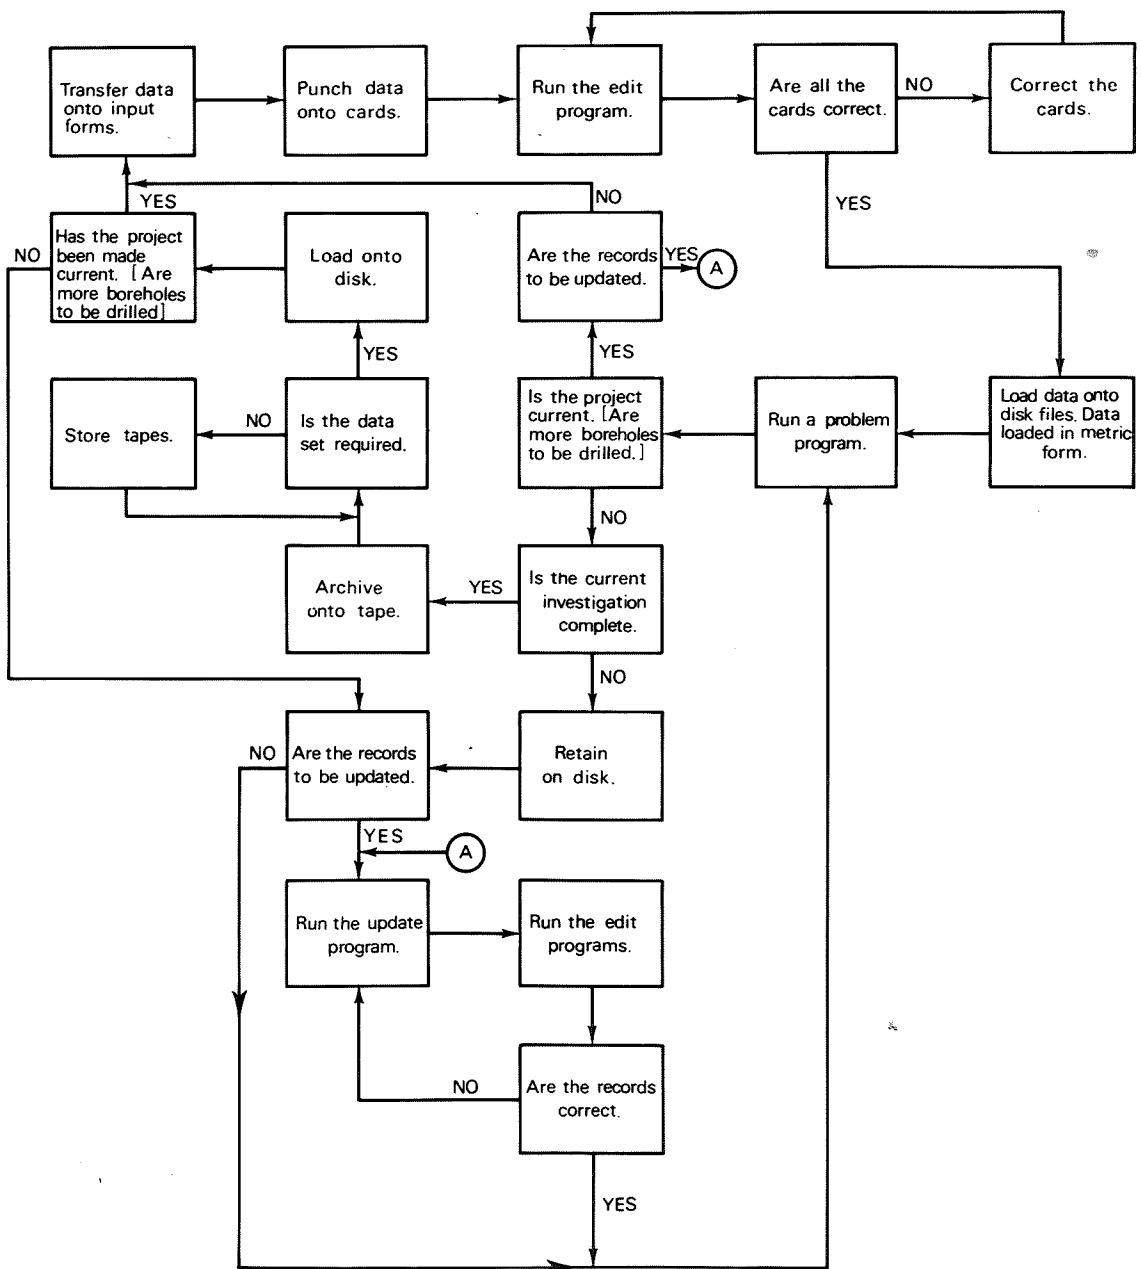 Transfer data
onto input
forms.
Punch data
onto cards.
Run the edit
program.
Are all the
cards correct.
NO
Correct the
cards.
YES
NO
YES
NO
Has the project
been made
current. [Are
more boreholes
to be drilled]
Load onto
disk.
Are the records
to be updated.
YES
A
YES
YES
Store tapes.
NO
Is the data
set required.
Is the project
current. [Are
more boreholes
to be drilled.]
Run a problem
program.
Load data onto
disk files. Data
loaded in metric
form.
NO
Archive
onto tape.
YES
Is the current
investigation
complete.
NO
NO
Are the records
to be updated.
Retain
on disk.
YES
A
Run the update
program.
Run the edit
programs.
NO
Are the records
correct.
YES